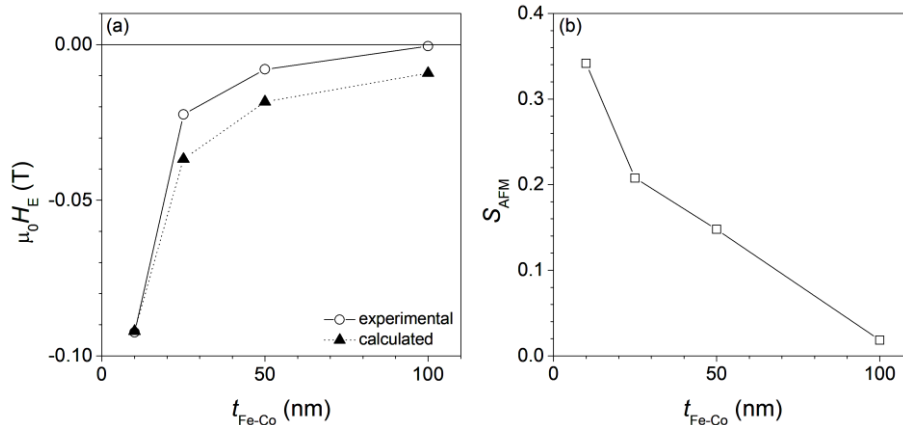 (a)
0.00
-0.05
-0.10
μ0HE (T)
experimental
calculated
0 50 100
tFe-Co (nm)
(b)
0.4
0.3
0.2
0.1
0.0
SAFM
0 50 100
tFe-Co (nm)